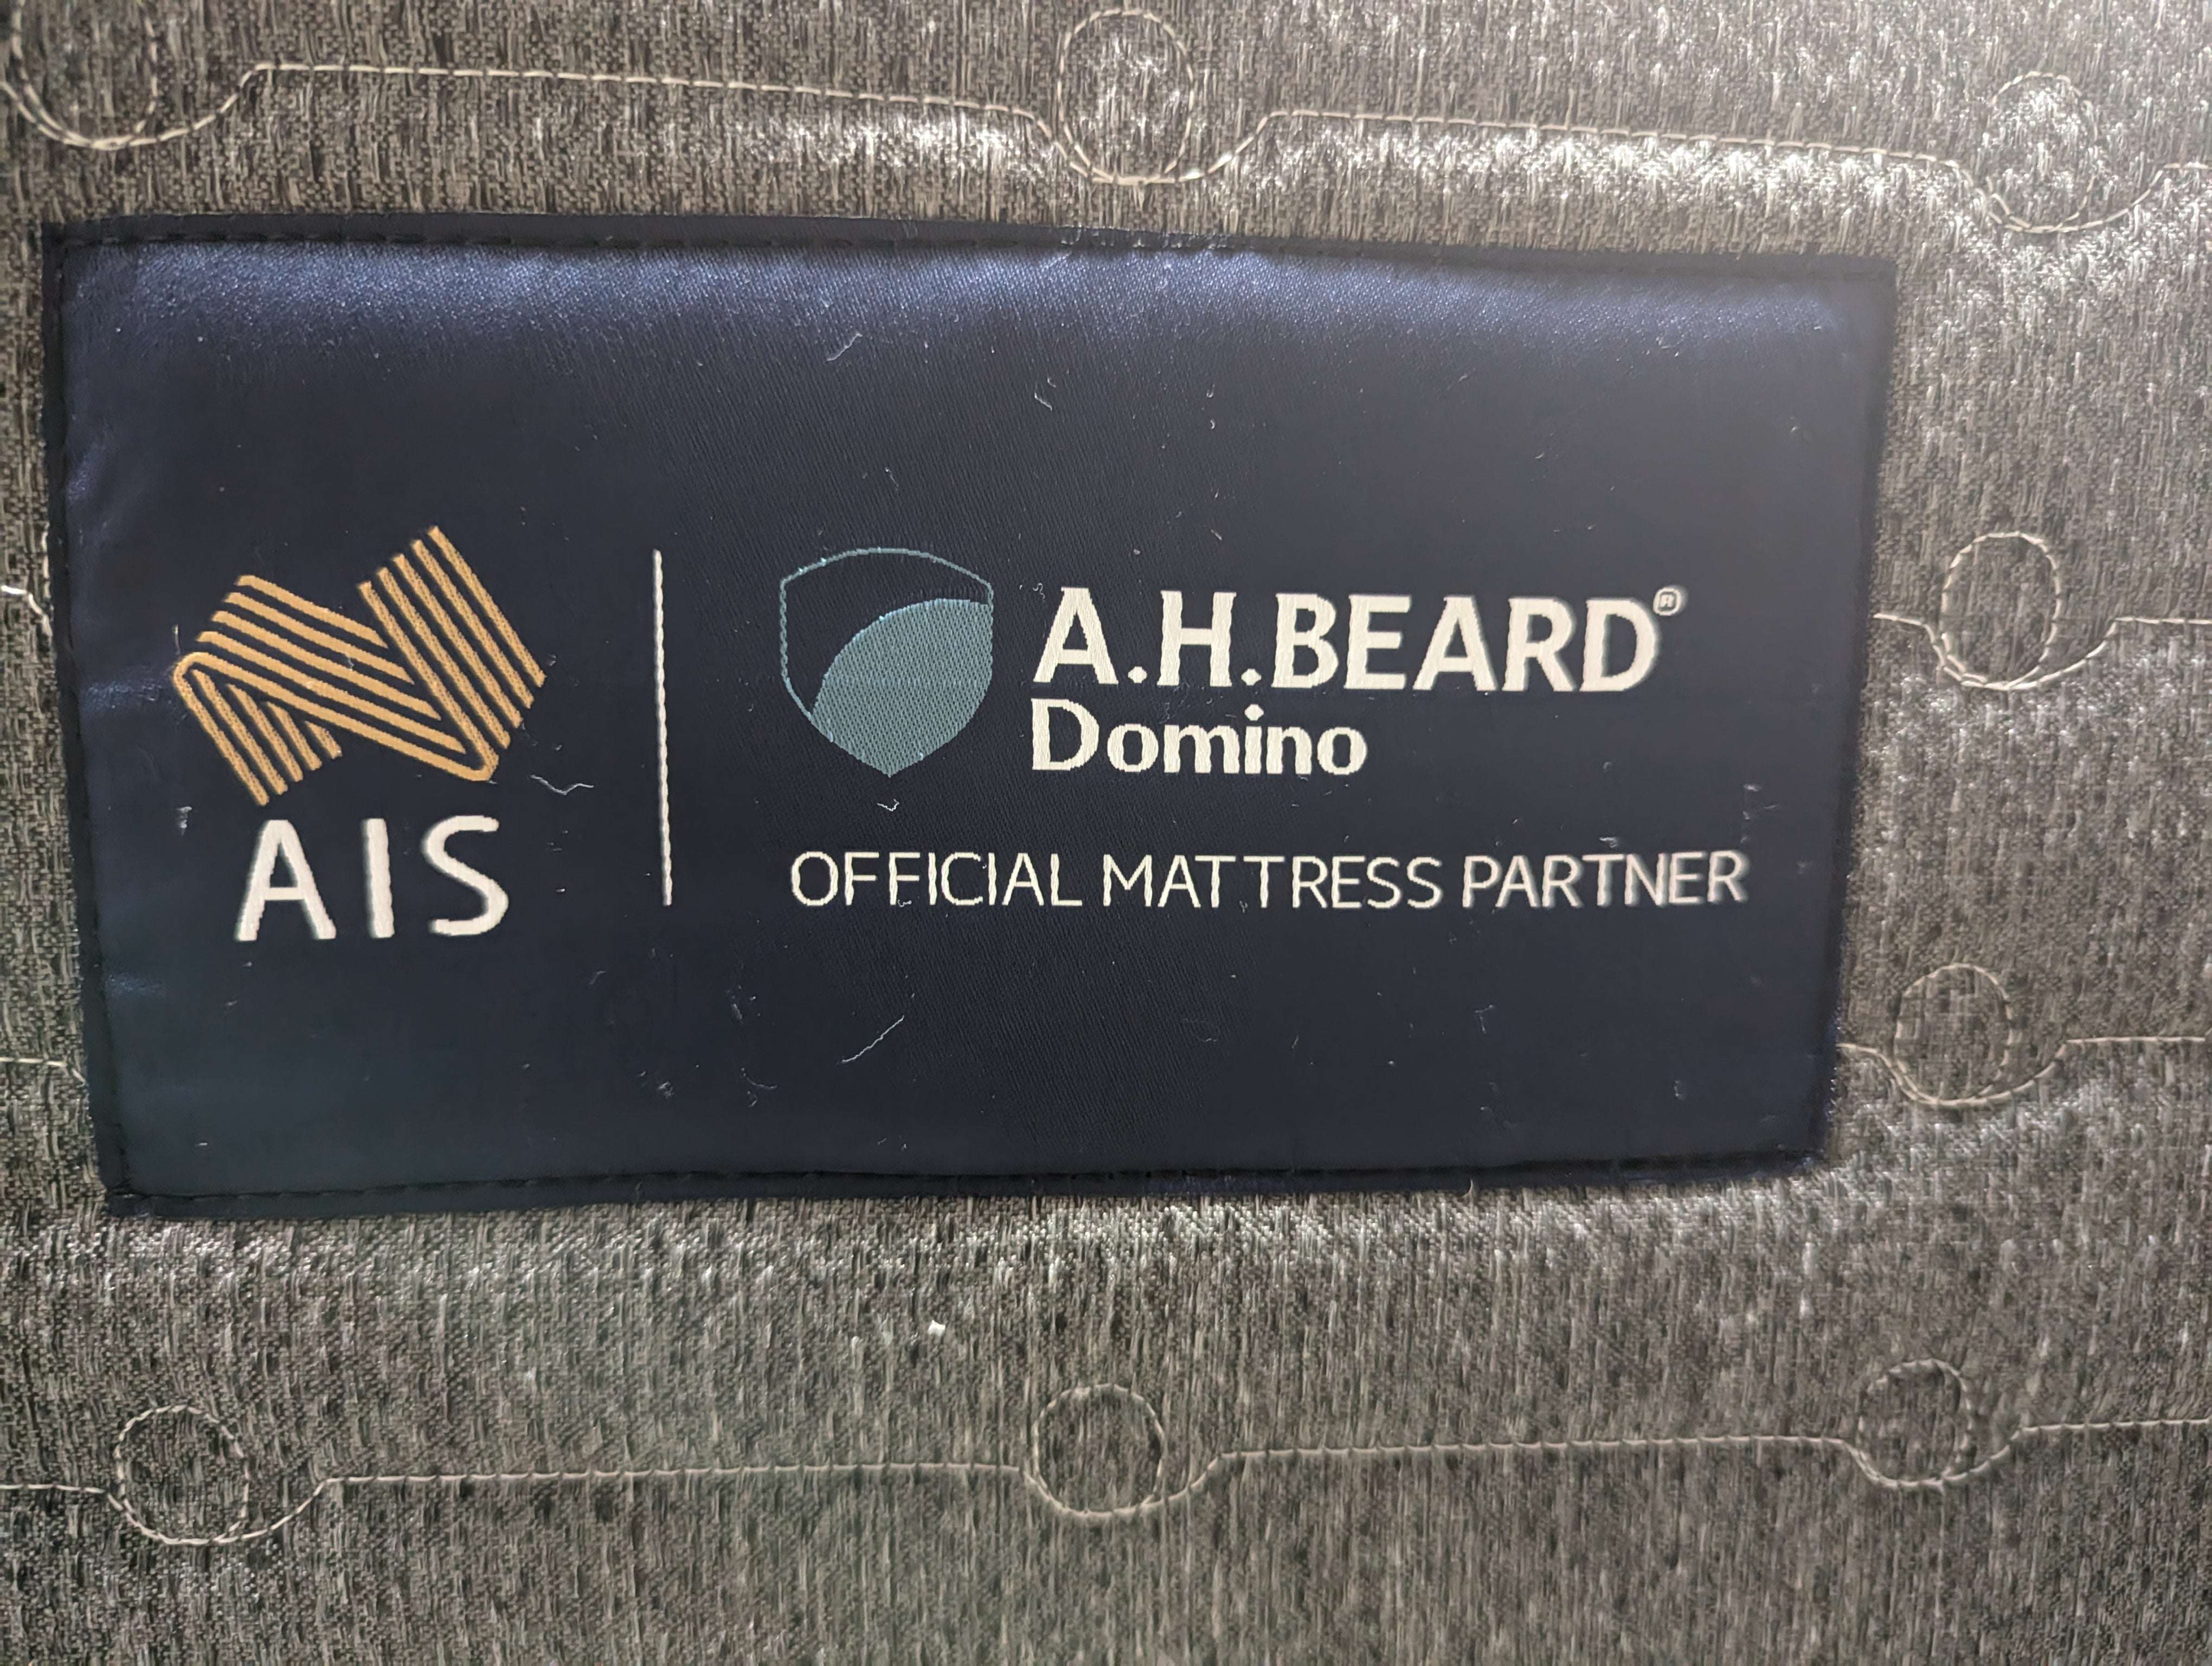 AIS
A.H.BEARD®
Domino
OFFICIAL MATTRESS PARTNER